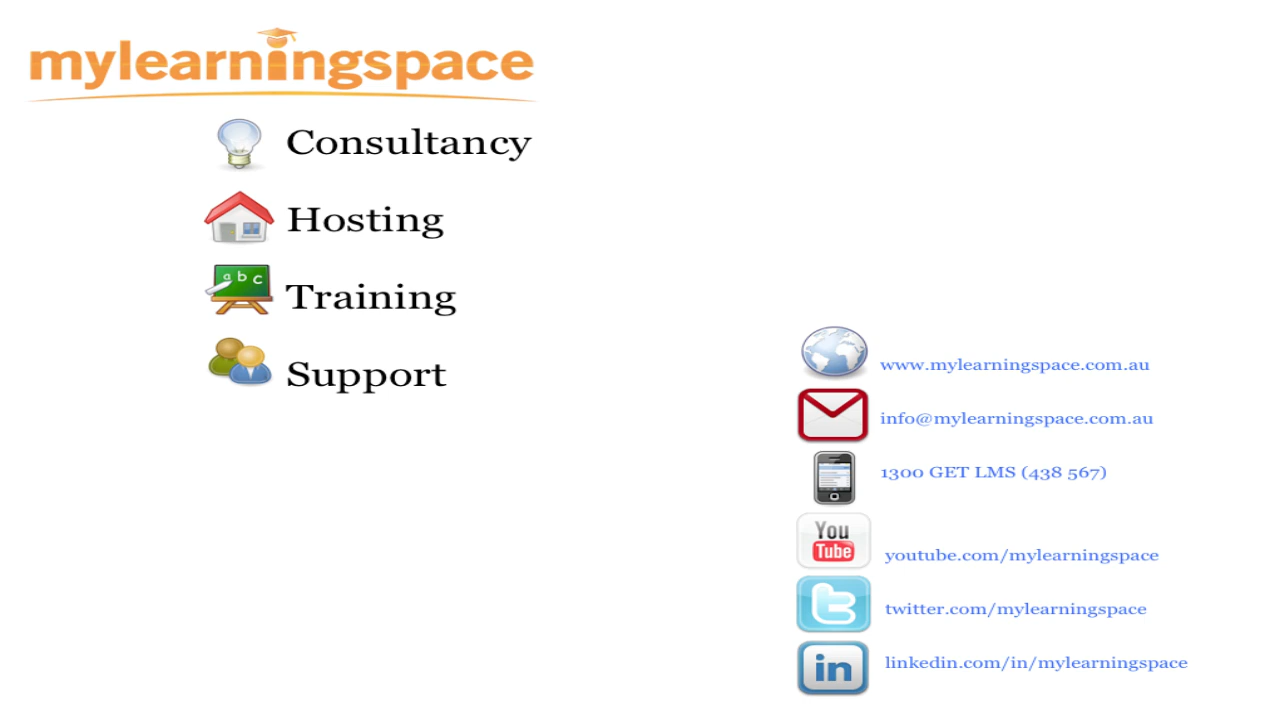 mylearningspace
Consultancy
Hosting
abc
Training
Support
www.mylearningspace.com.au
info@mylearningspace.com.au
1300 GET LMS (438 567)
You
Tube
youtube.com/mylearningspace
t
twitter.com/mylearningspace
in
linkedin.com/in/mylearningspace